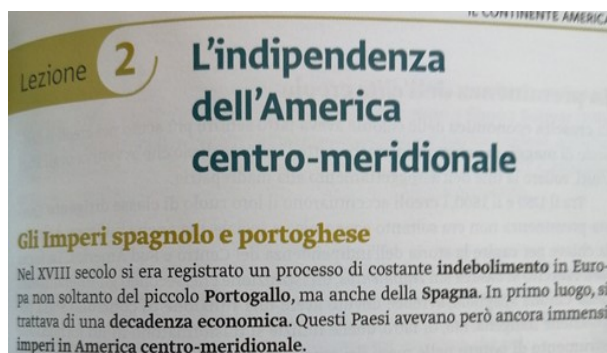 IL CONTINENTE AMERICA
Lezione 2
L'indipendenza
dell'America
centro-meridionale
Gli Imperi spagnolo e portoghese
Nel XVIII secolo si era registrato un processo di costante indebolimento in Euro-
pa non soltanto del piccolo Portogallo, ma anche della Spagna. In primo luogo, si
trattava di una decadenza economica. Questi Paesi avevano però ancora immensi
imperi in America centro-meridionale.